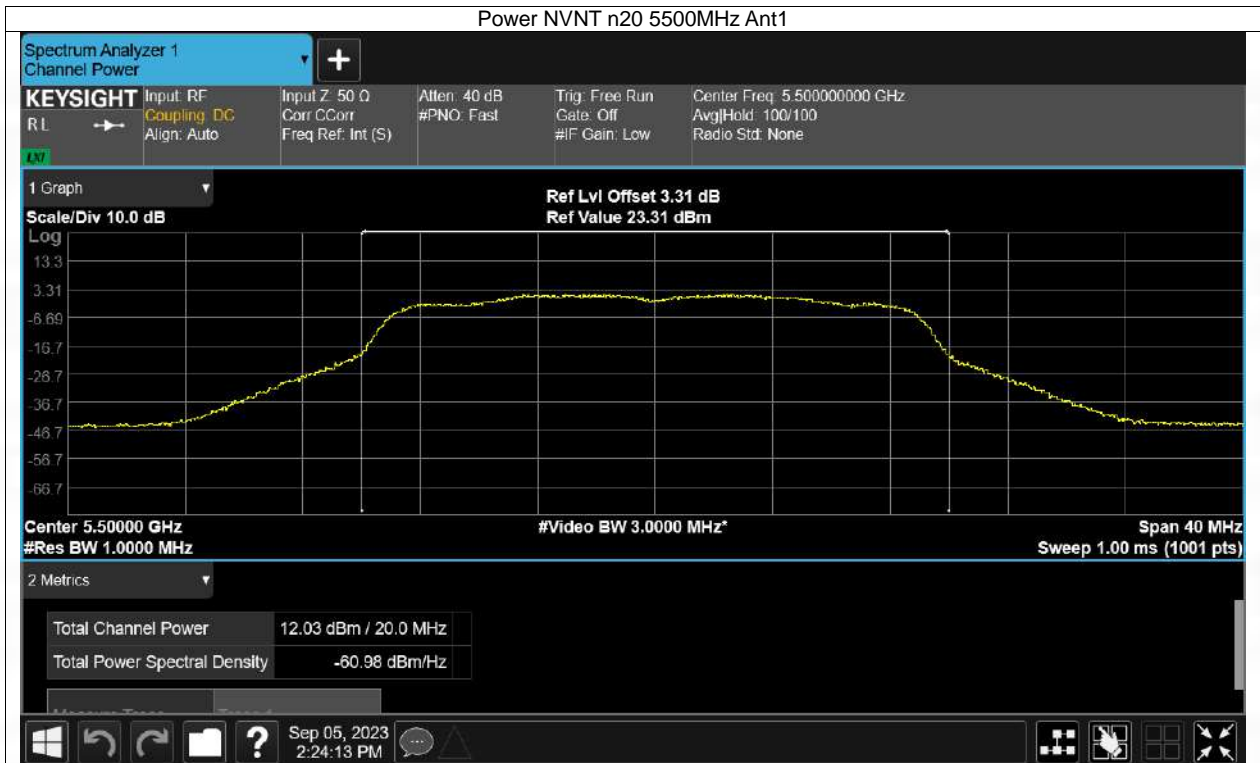 Power NVNT n20 5500MHz Ant1
Spectrum Analyzer 1
Channel Power
KEYSIGHT
RL
LXI
Input: RF
Coupling: DC
Align: Auto
Input Z: 50 Ω
Corr CCorr
Freq Ref: Int (S)
Atten: 40 dB
#PNO: Fast
Trig: Free Run
Gate: Off
#IF Gain: Low
Center Freq: 5.500000000 GHz
Avg|Hold: 100/100
Radio Std: None
1 Graph
Scale/Div 10.0 dB
Ref Lvl Offset 3.31 dB
Ref Value 23.31 dBm
Log
13.3
3.31
-6.69
-16.7
-26.7
-36.7
-46.7
-56.7
-66.7
Center 5.50000 GHz
#Video BW 3.0000 MHz*
Span 40 MHz
#Res BW 1.0000 MHz
Sweep 1.00 ms (1001 pts)
2 Metrics
Total Channel Power 12.03 dBm / 20.0 MHz
Total Power Spectral Density -60.98 dBm/Hz
?
Sep 05, 2023
2:24:13 PM